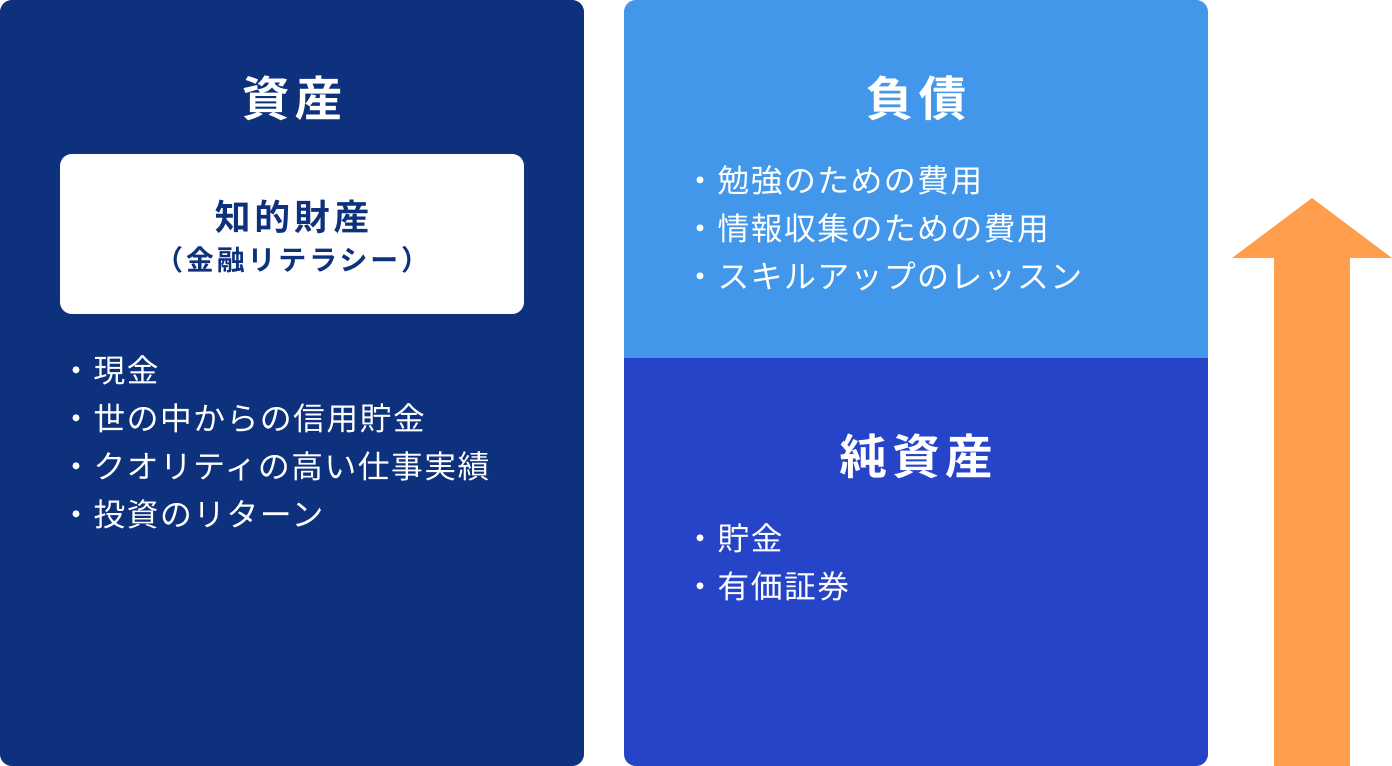 資産
知的財産
（金融リテラシー）
・現金
・世の中からの信用貯金
・クオリティの高い仕事実績
・投資のリターン
負債
・勉強のための費用
・情報収集のための費用
・スキルアップのレッスン
純資産
・貯金
・有価証券